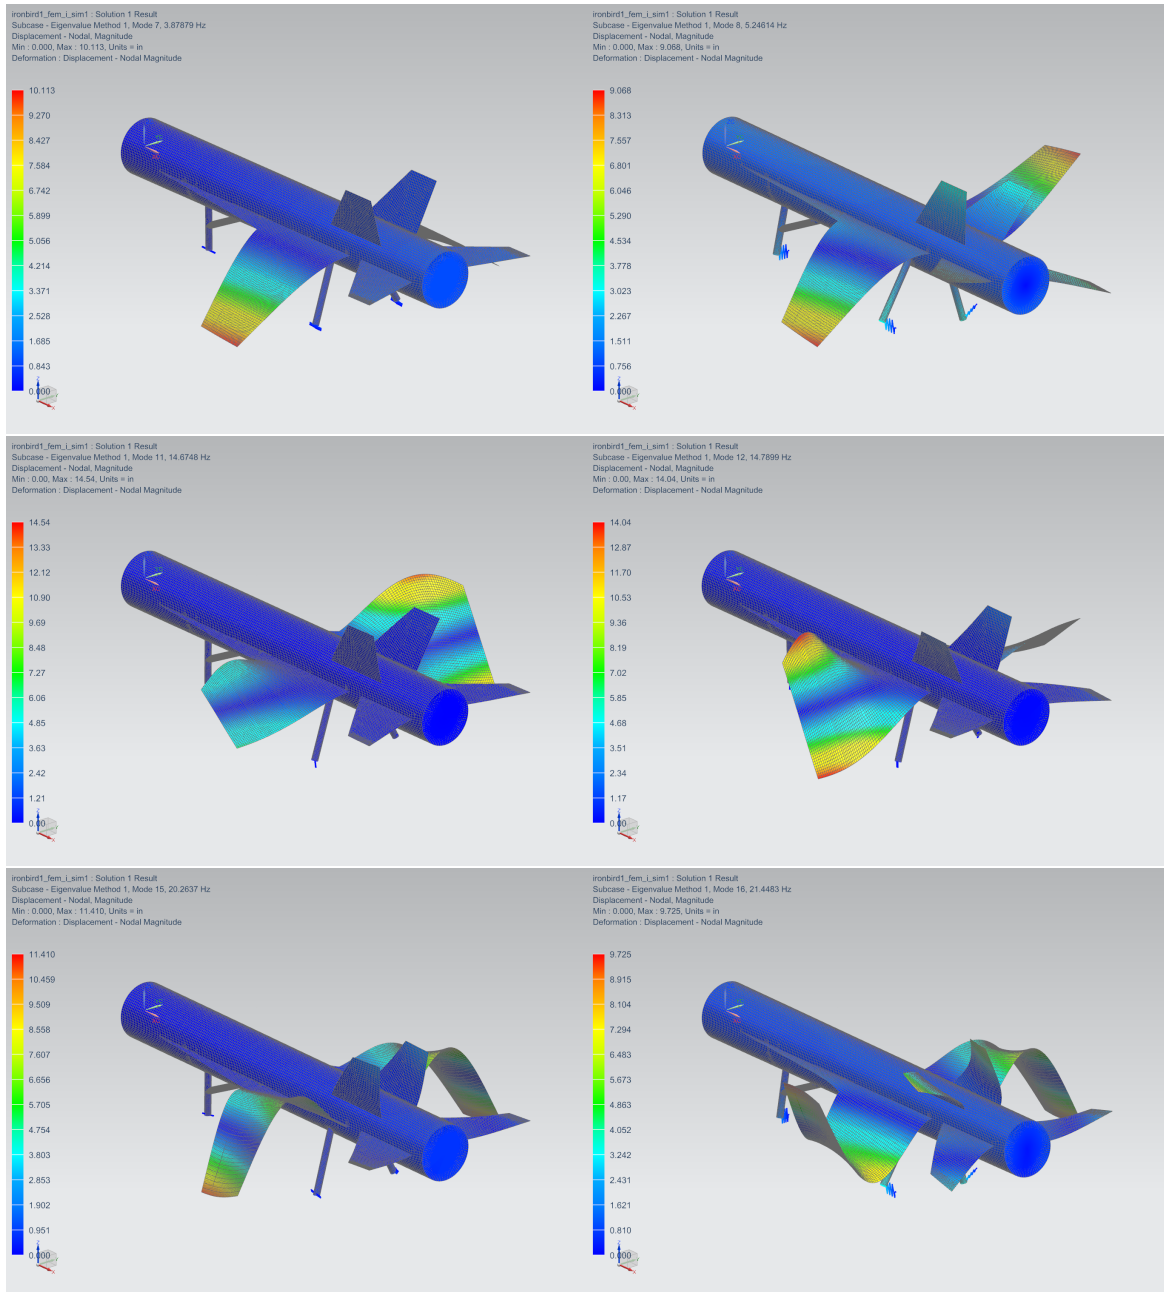 ironbird1_fem_i_sim1 : Solution 1 Result
Subcase - Eigenvalue Method 1, Mode 7, 3.87879 Hz
Displacement - Nodal, Magnitude
Min : 0.000, Max : 10.113, Units = in
Deformation : Displacement - Nodal Magnitude
10.113
9.270
8.427
7.584
6.742
5.899
5.056
4.214
3.371
2.528
1.685
0.843
0.000
ironbird1_fem_i_sim1 : Solution 1 Result
Subcase - Eigenvalue Method 1, Mode 8, 5.24614 Hz
Displacement - Nodal, Magnitude
Min : 0.000, Max : 9.068, Units = in
Deformation : Displacement - Nodal Magnitude
9.068
8.313
7.557
6.801
6.046
5.290
4.534
3.778
3.023
2.267
1.511
0.756
0.000
ironbird1_fem_i_sim1 : Solution 1 Result
Subcase - Eigenvalue Method 1, Mode 11, 14.6748 Hz
Displacement - Nodal, Magnitude
Min : 0.00, Max : 14.54, Units = in
Deformation : Displacement - Nodal Magnitude
14.54
13.33
12.12
10.90
9.69
8.48
7.27
6.06
4.85
3.63
2.42
1.21
0.00
ironbird1_fem_i_sim1 : Solution 1 Result
Subcase - Eigenvalue Method 1, Mode 12, 14.7899 Hz
Displacement - Nodal, Magnitude
Min : 0.00, Max : 14.04, Units = in
Deformation : Displacement - Nodal Magnitude
14.04
12.87
11.70
10.53
9.36
8.19
7.02
5.85
4.68
3.51
2.34
1.17
0.00
ironbird1_fem_i_sim1 : Solution 1 Result
Subcase - Eigenvalue Method 1, Mode 15, 20.2637 Hz
Displacement - Nodal, Magnitude
Min : 0.000, Max : 11.410, Units = in
Deformation : Displacement - Nodal Magnitude
11.410
10.459
9.509
8.558
7.607
6.656
5.705
4.754
3.803
2.853
1.902
0.951
0.000
ironbird1_fem_i_sim1 : Solution 1 Result
Subcase - Eigenvalue Method 1, Mode 16, 21.4483 Hz
Displacement - Nodal, Magnitude
Min : 0.000, Max : 9.725, Units = in
Deformation : Displacement - Nodal Magnitude
9.725
8.915
8.104
7.294
6.483
5.673
4.863
4.052
3.242
2.431
1.621
0.810
0.000